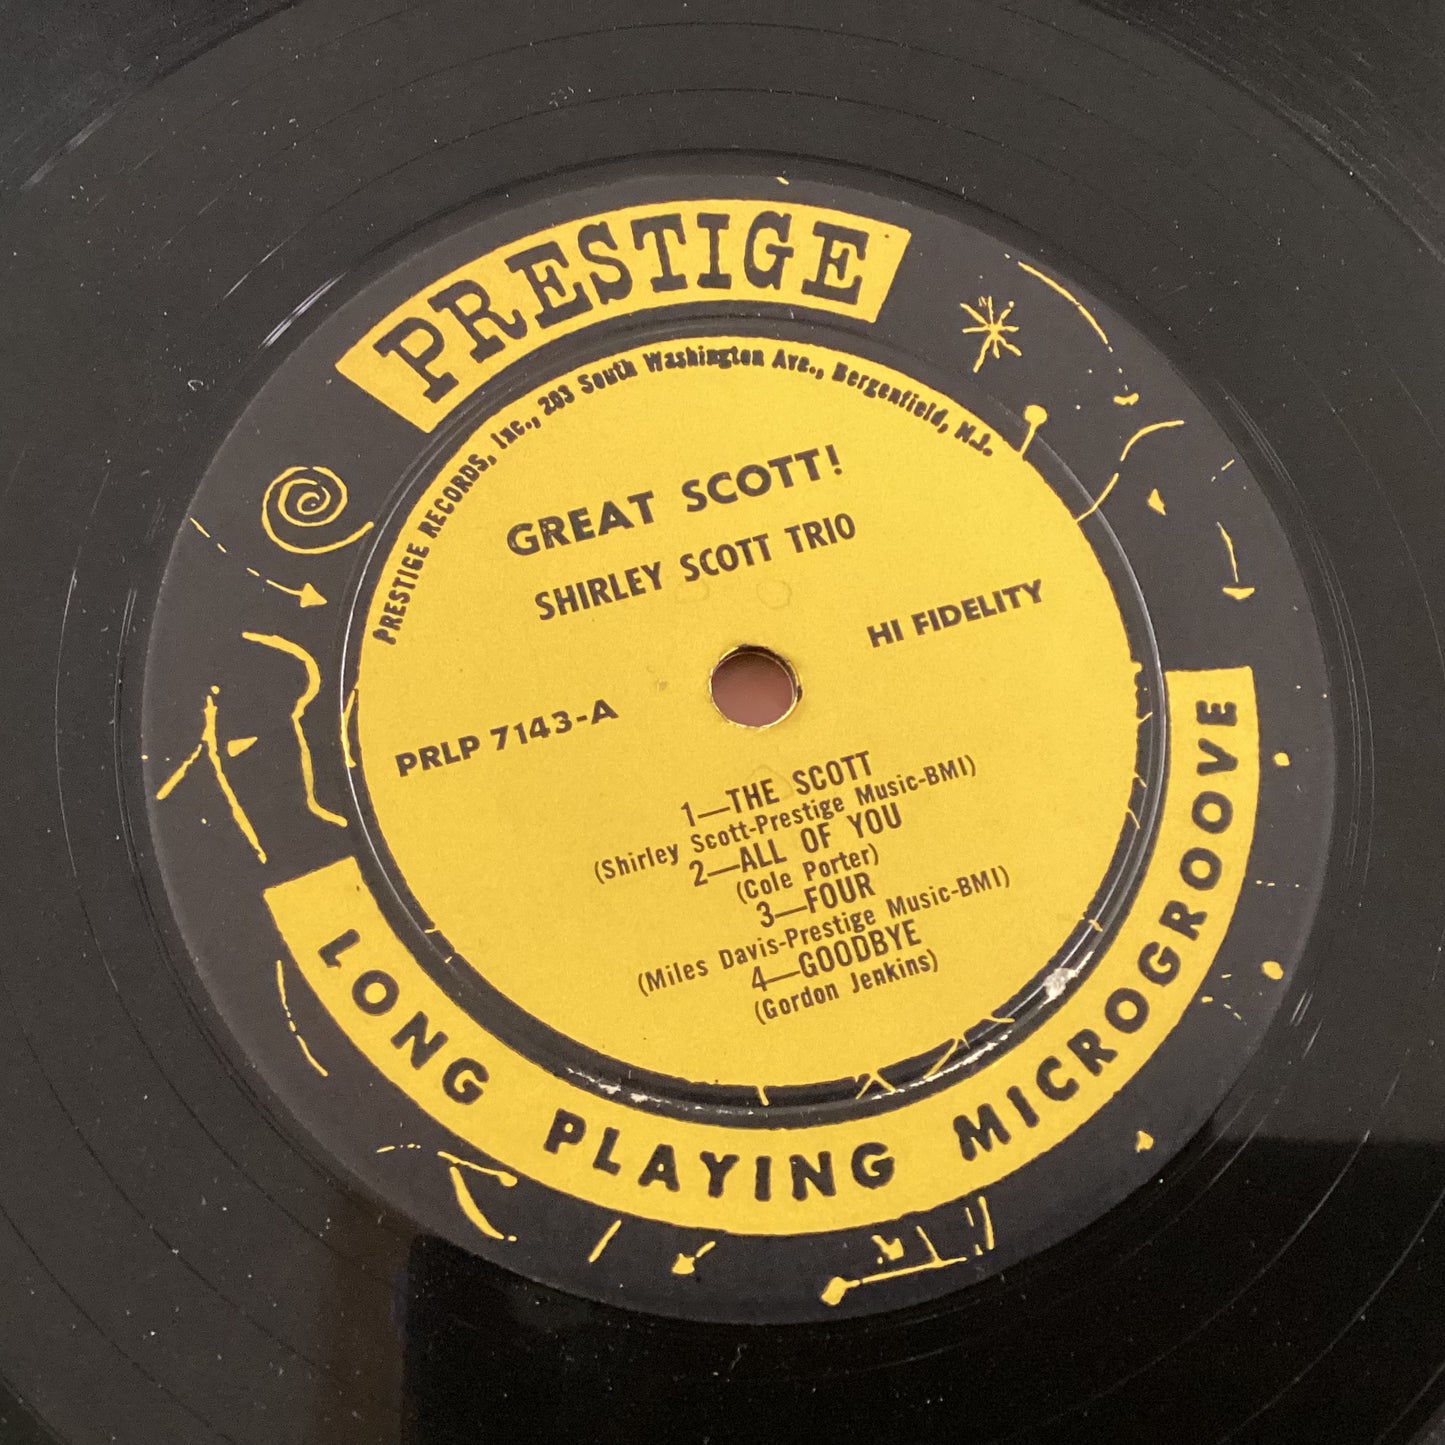 PRESTIGE
PRESTIGE RECORDS, Inc., 203 South Washington Ave., Bergenfield, N.J.
GREAT SCOTT!
SHIRLEY SCOTT TRIO
HI FIDELITY
PRLP 7143-A
1—THE SCOTT
(Shirley Scott-Prestige Music-BMI)
2—ALL OF YOU
(Cole Porter)
3—FOUR
(Miles Davis-Prestige Music-BMI)
4—GOODBYE
(Gordon Jenkins)
LONG PLAYING MICROGROOVE